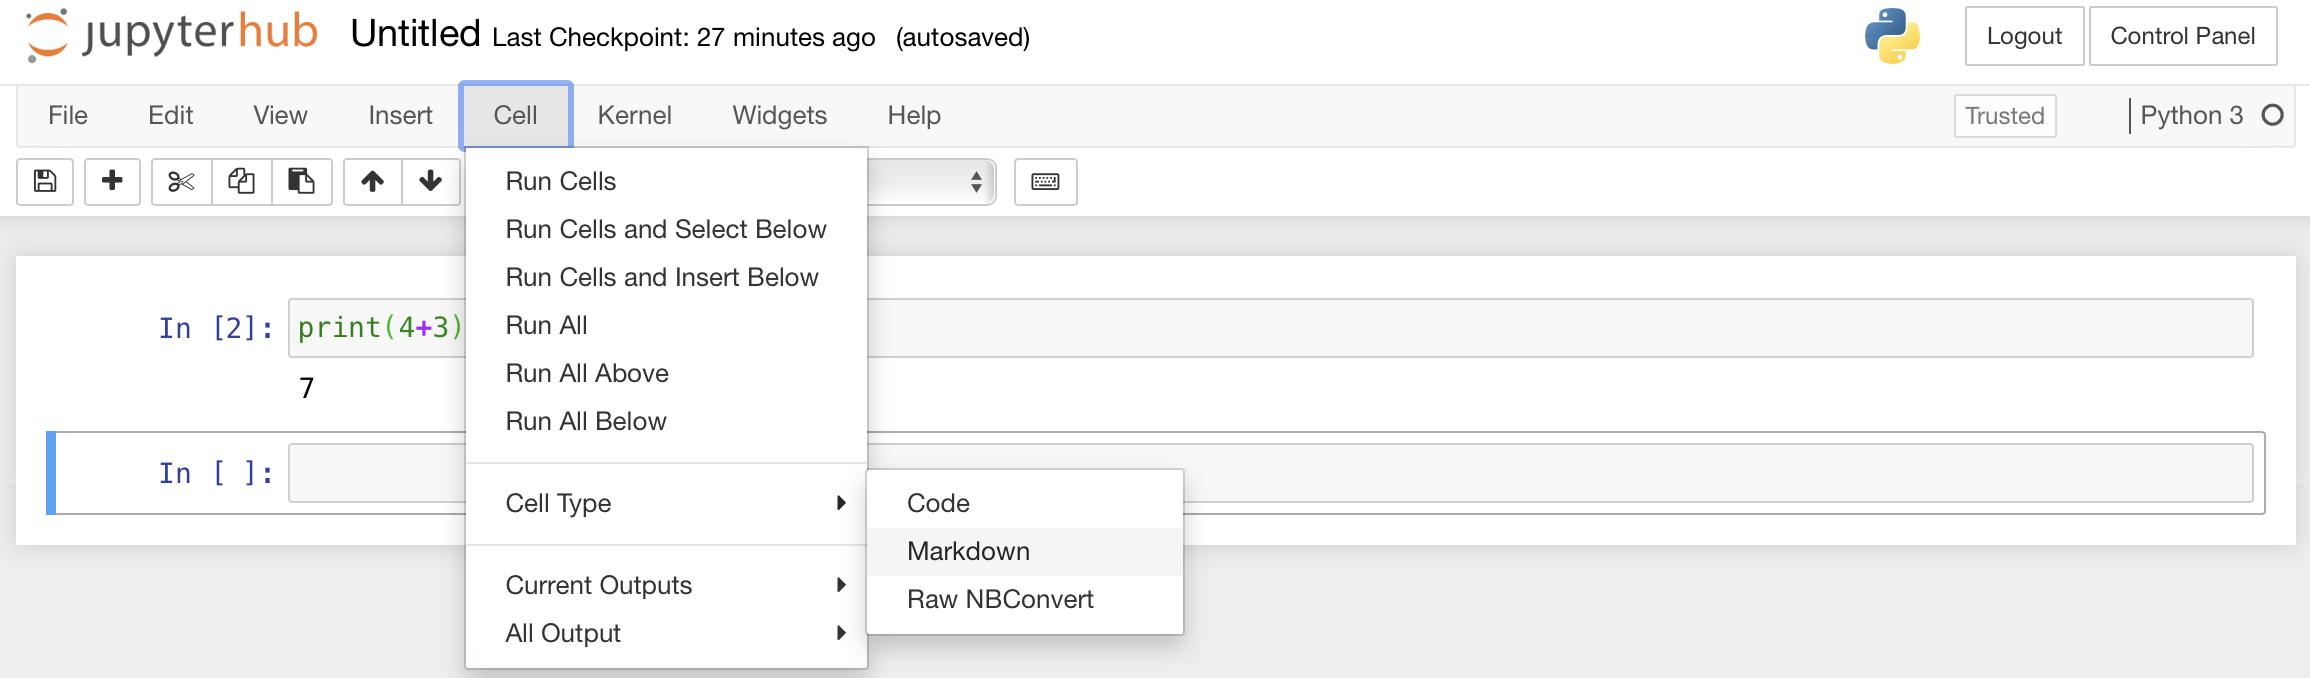 jupyterhub Untitled Last Checkpoint: 27 minutes ago (autosaved) Logout Control Panel
File Edit View Insert Cell Kernel Widgets Help Trusted Python 3
Run Cells
Run Cells and Select Below
Run Cells and Insert Below
Run All
Run All Above
Run All Below
Cell Type
Current Outputs
All Output
Code
Markdown
Raw NBConvert
In [2]: print(4+3)
7
In [ ]: